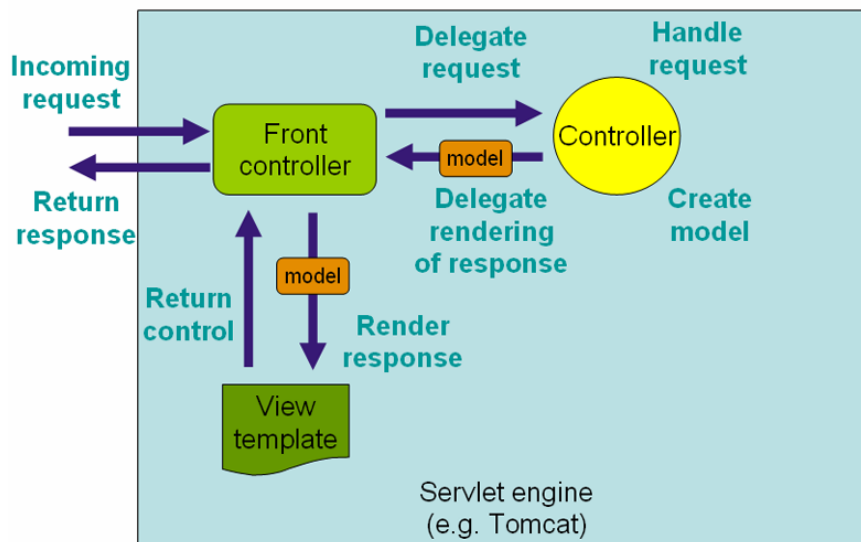 Incoming
request
Return
response
Front
controller
Delegate
request
Handle
request
Controller
model
Delegate
rendering
of response
Create
model
model
Return
control
Render
response
View
template
Servlet engine
(e.g. Tomcat)